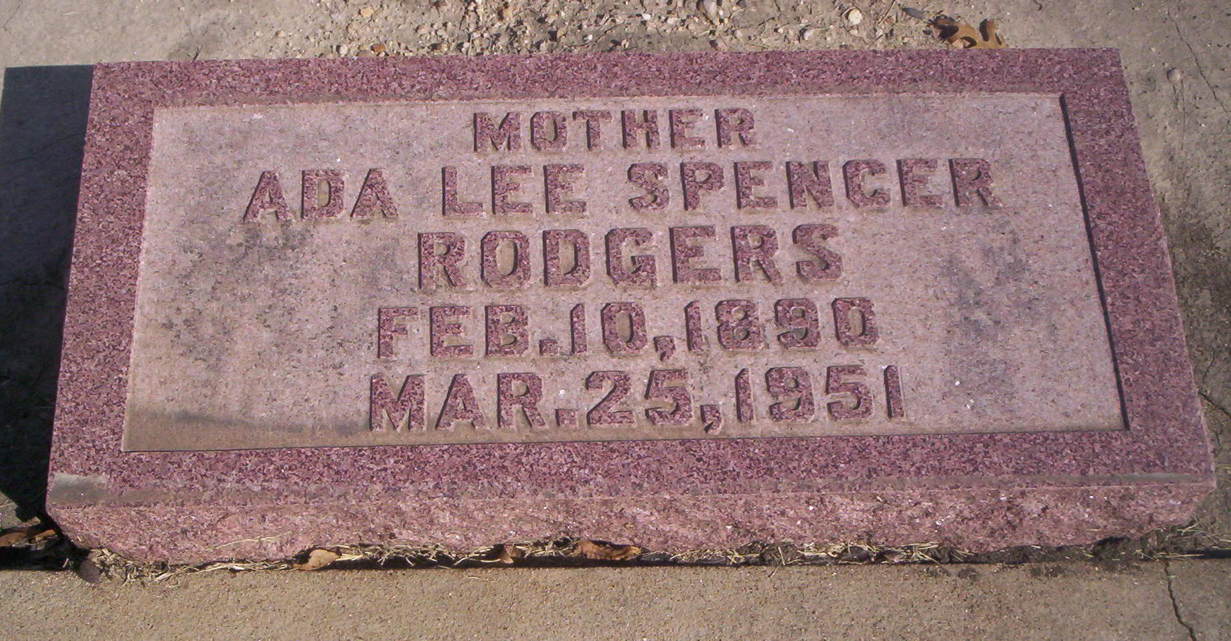 MOTHER
ADA LEE SPENCER
RODGERS
FEB.10,1890
MAR.25,1951